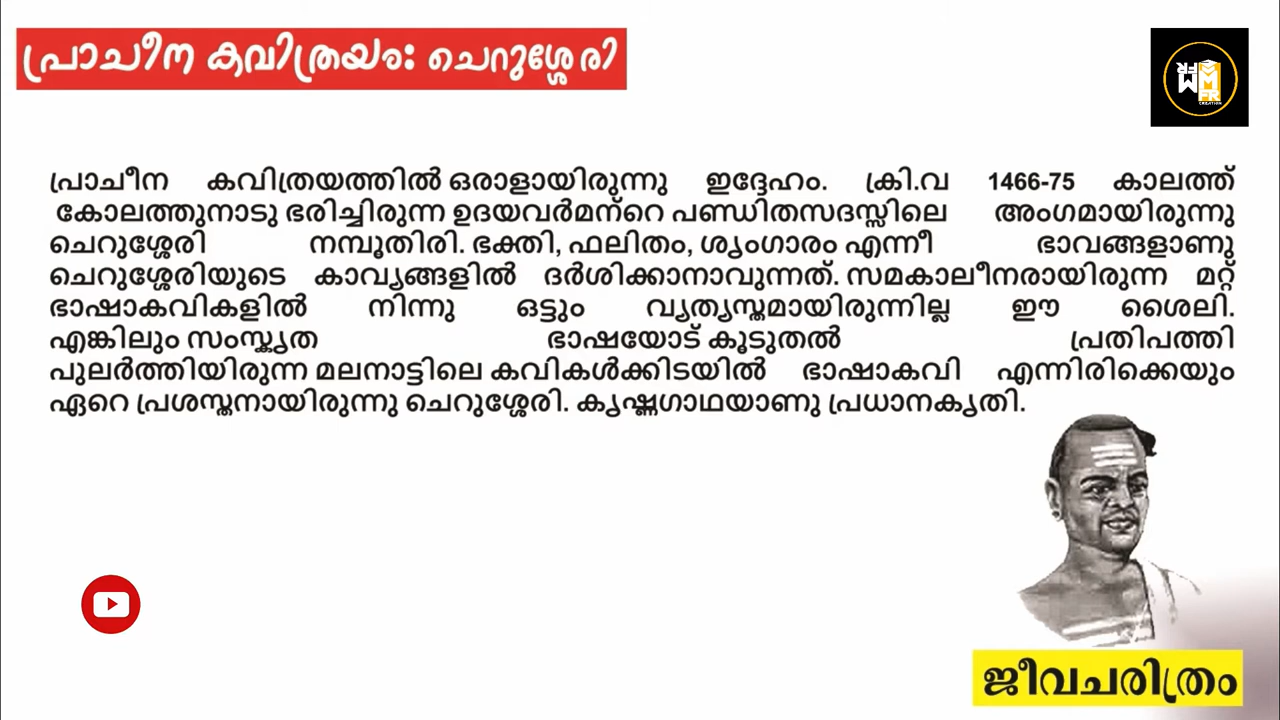 പ്രാചീന കവിത്രയം: ചെറുശ്ശേരി
പ്രാചീന കവിത്രയത്തിൽ ഒരാളായിരുന്നു ഇദ്ദേഹം. ക്രി.വ 1466-75 കാലത്ത്
കോലത്തുനാടു ഭരിച്ചിരുന്ന ഉദയവർമന്റെ പണ്ഡിതസദസ്സിലെ അംഗമായിരുന്നു
ചെറുശ്ശേരി നമ്പൂതിരി. ഭക്തി, ഫലിതം, ശൃംഗാരം എന്നീ ഭാവങ്ങളാണു
ചെറുശ്ശേരിയുടെ കാവ്യങ്ങളിൽ ദർശിക്കാനാവുന്നത്. സമകാലീനരായിരുന്ന മറ്റ്
ഭാഷാകവികളിൽ നിന്നു ഒട്ടും വ്യത്യസ്തമായിരുന്നില്ല ഈ ശൈലി.
എങ്കിലും സംസ്കൃത ഭാഷയോട് കൂടുതൽ പ്രതിപത്തി
പുലർത്തിയിരുന്ന മലനാട്ടിലെ കവികൾക്കിടയിൽ ഭാഷാകവി എന്നിരിക്കെയും
ഏറെ പ്രശസ്തനായിരുന്നു ചെറുശ്ശേരി. കൃഷ്ണഗാഥയാണു പ്രധാനകൃതി.
ജീവചരിത്രം